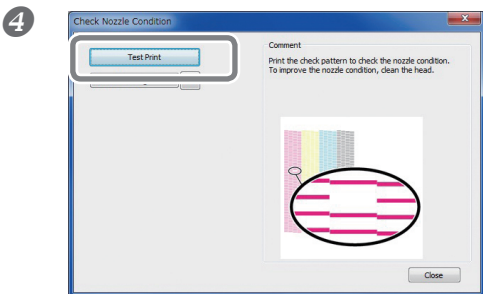 4
Check Nozzle Condition
Test Print
Comment
Print the check pattern to check the nozzle condition.
To improve the nozzle condition, clean the head.
Close